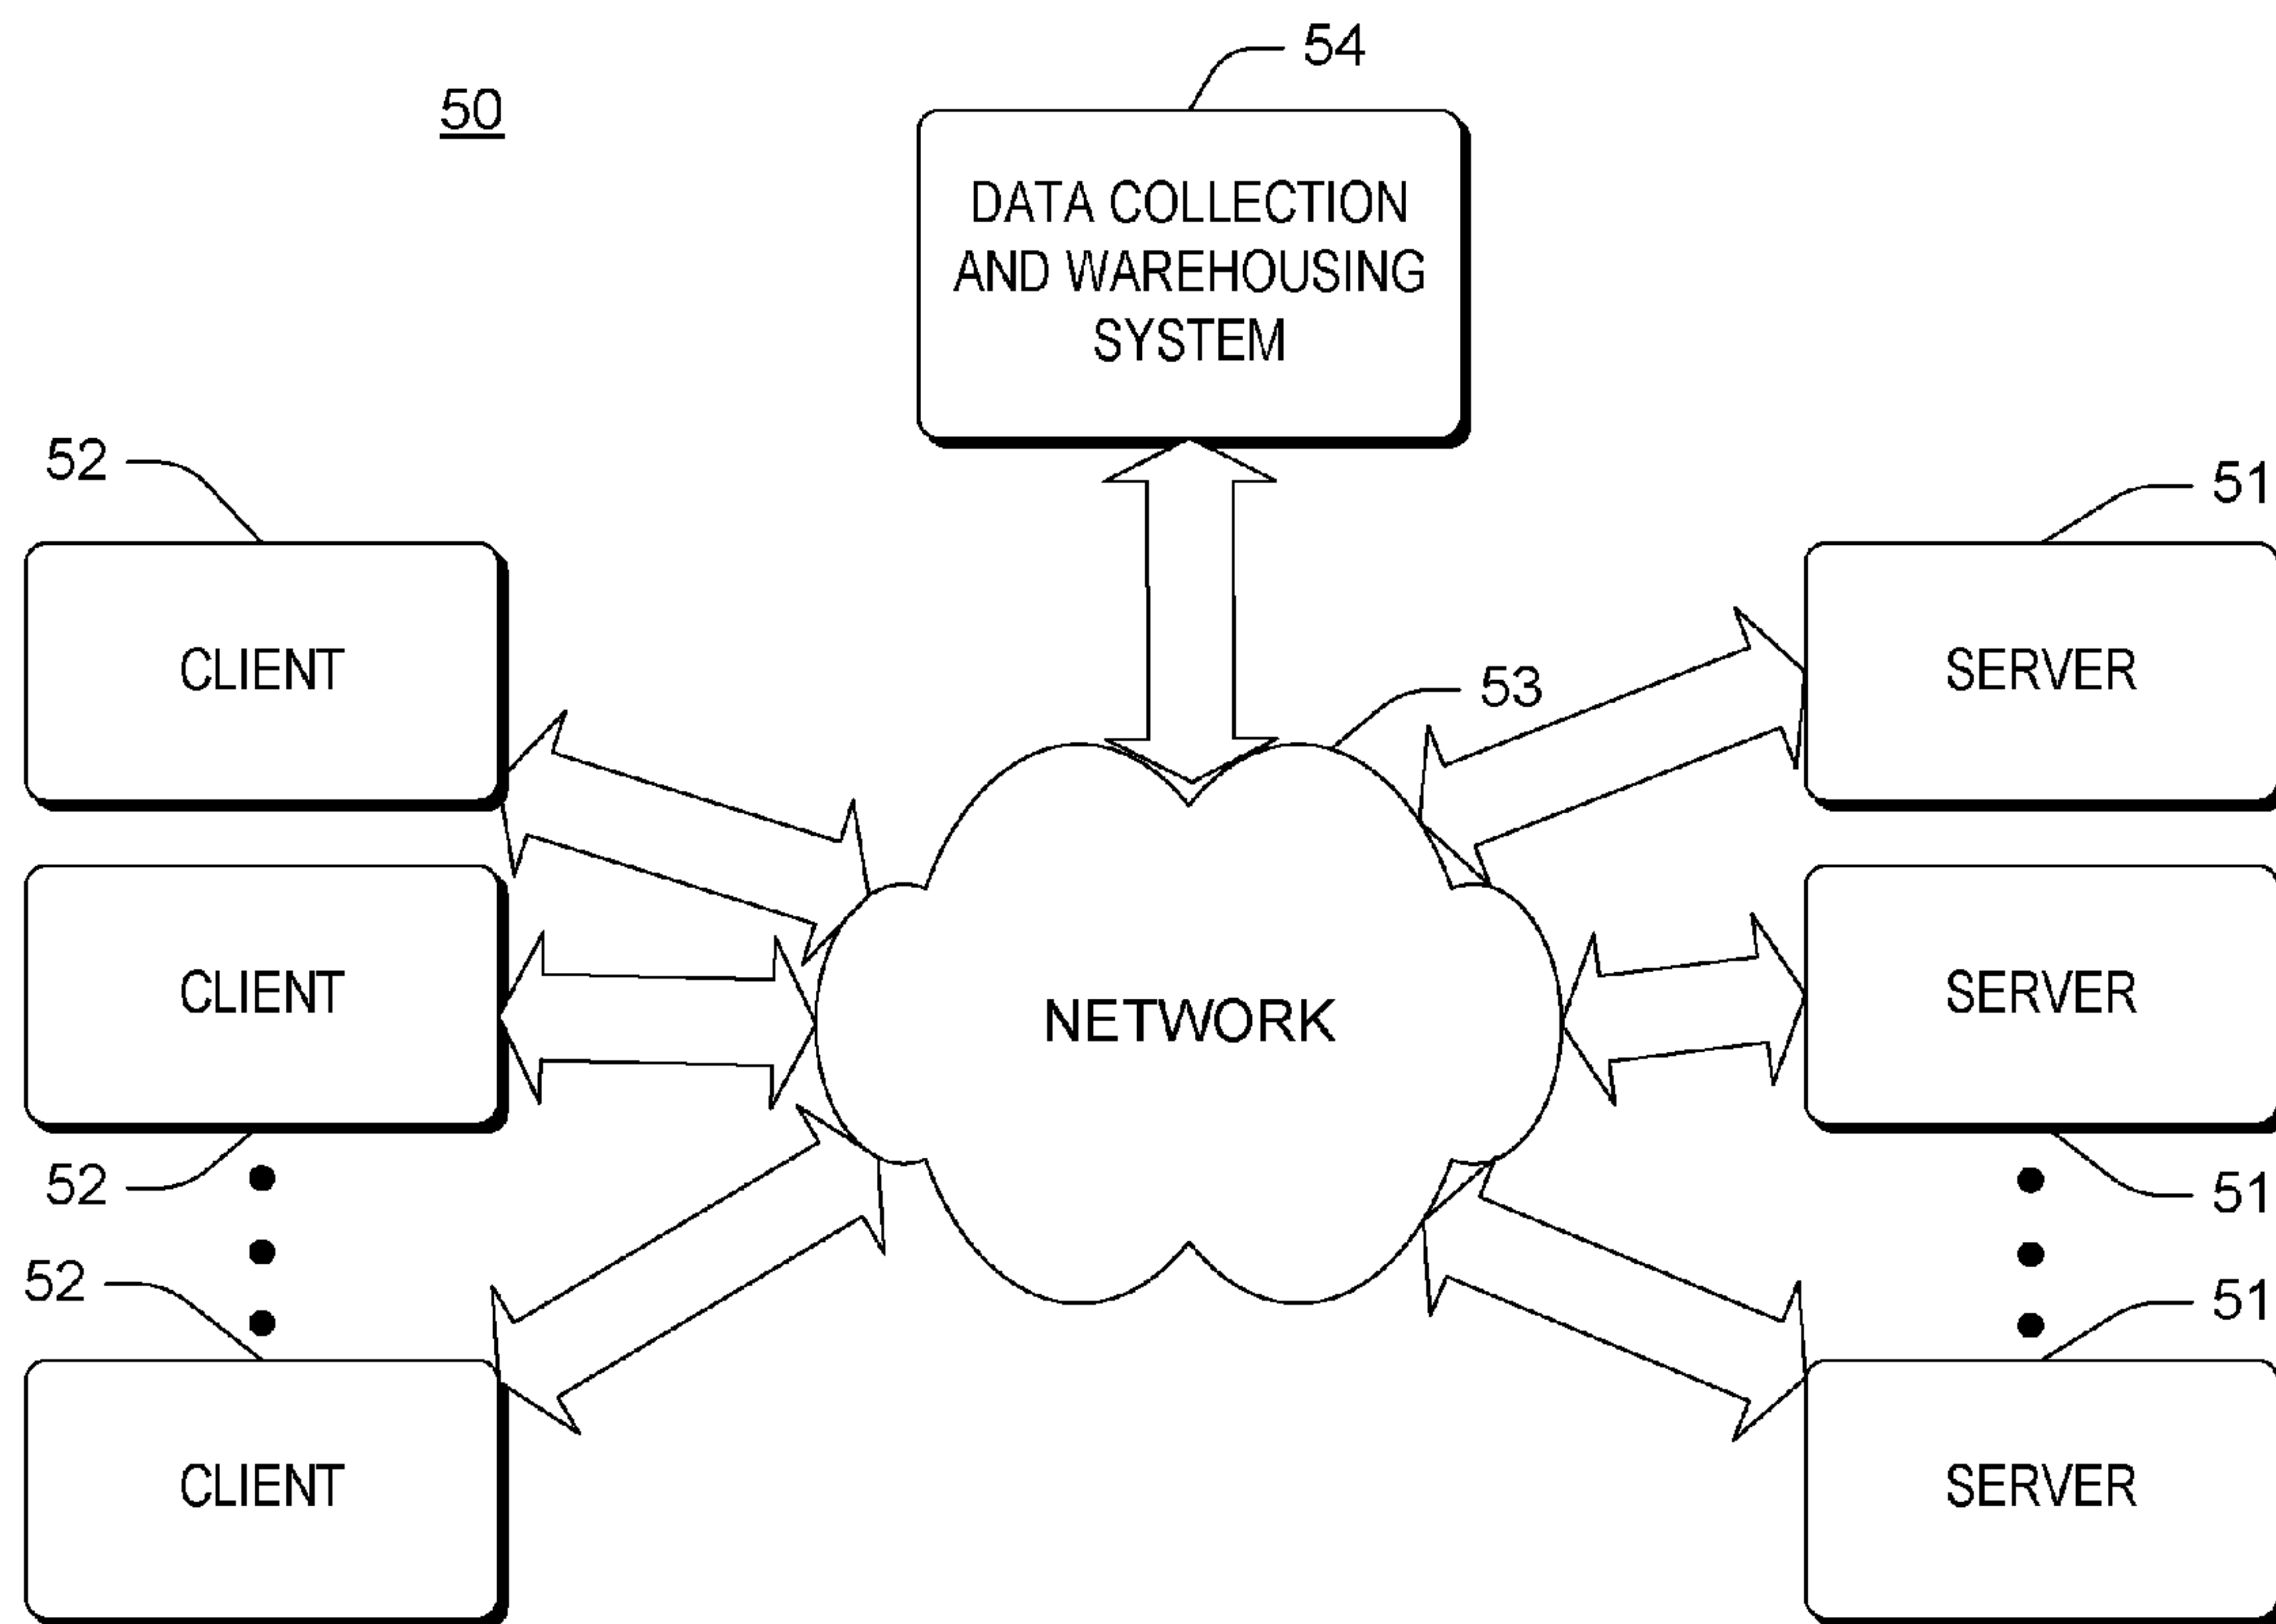 54
50
DATA COLLECTION
AND WAREHOUSING
SYSTEM
52
51
CLIENT
SERVER
53
CLIENT
NETWORK
SERVER
52
51
52
51
CLIENT
SERVER